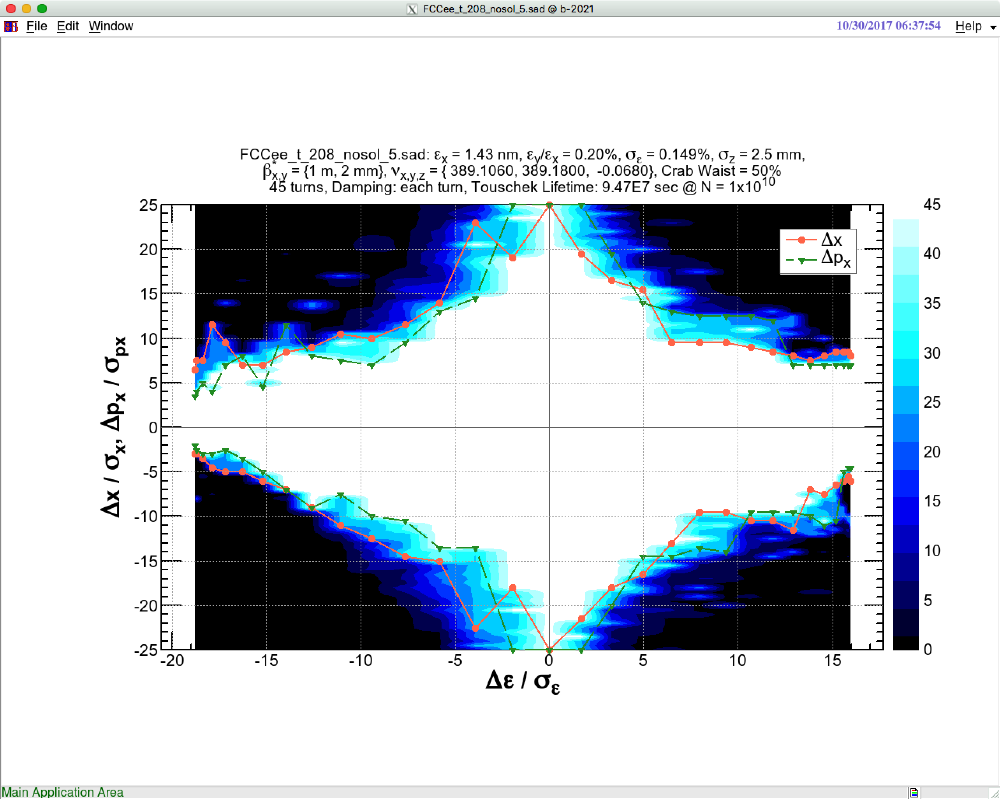 FCCee_t_208_nosol_5.sad @ b-2021
File Edit Window 10/30/2017 06:37:54 Help
FCCee_t_208_nosol_5.sad: εx = 1.43 nm, εy/εx = 0.20%, σε = 0.149%, σz = 2.5 mm,
β*x,y = {1 m, 2 mm}, νx,y,z = { 389.1060, 389.1800, -0.0680}, Crab Waist = 50%
45 turns, Damping: each turn, Touschek Lifetime: 9.47E7 sec @ N = 1x10^10
Δx / σx, Δpx / σpx
25
20
15
10
5
0
-5
-10
-15
-20
-25
Δx
Δpx
45
40
35
30
25
20
15
10
5
0
-20 -15 -10 -5 0 5 10 15
Δε / σε
Main Application Area